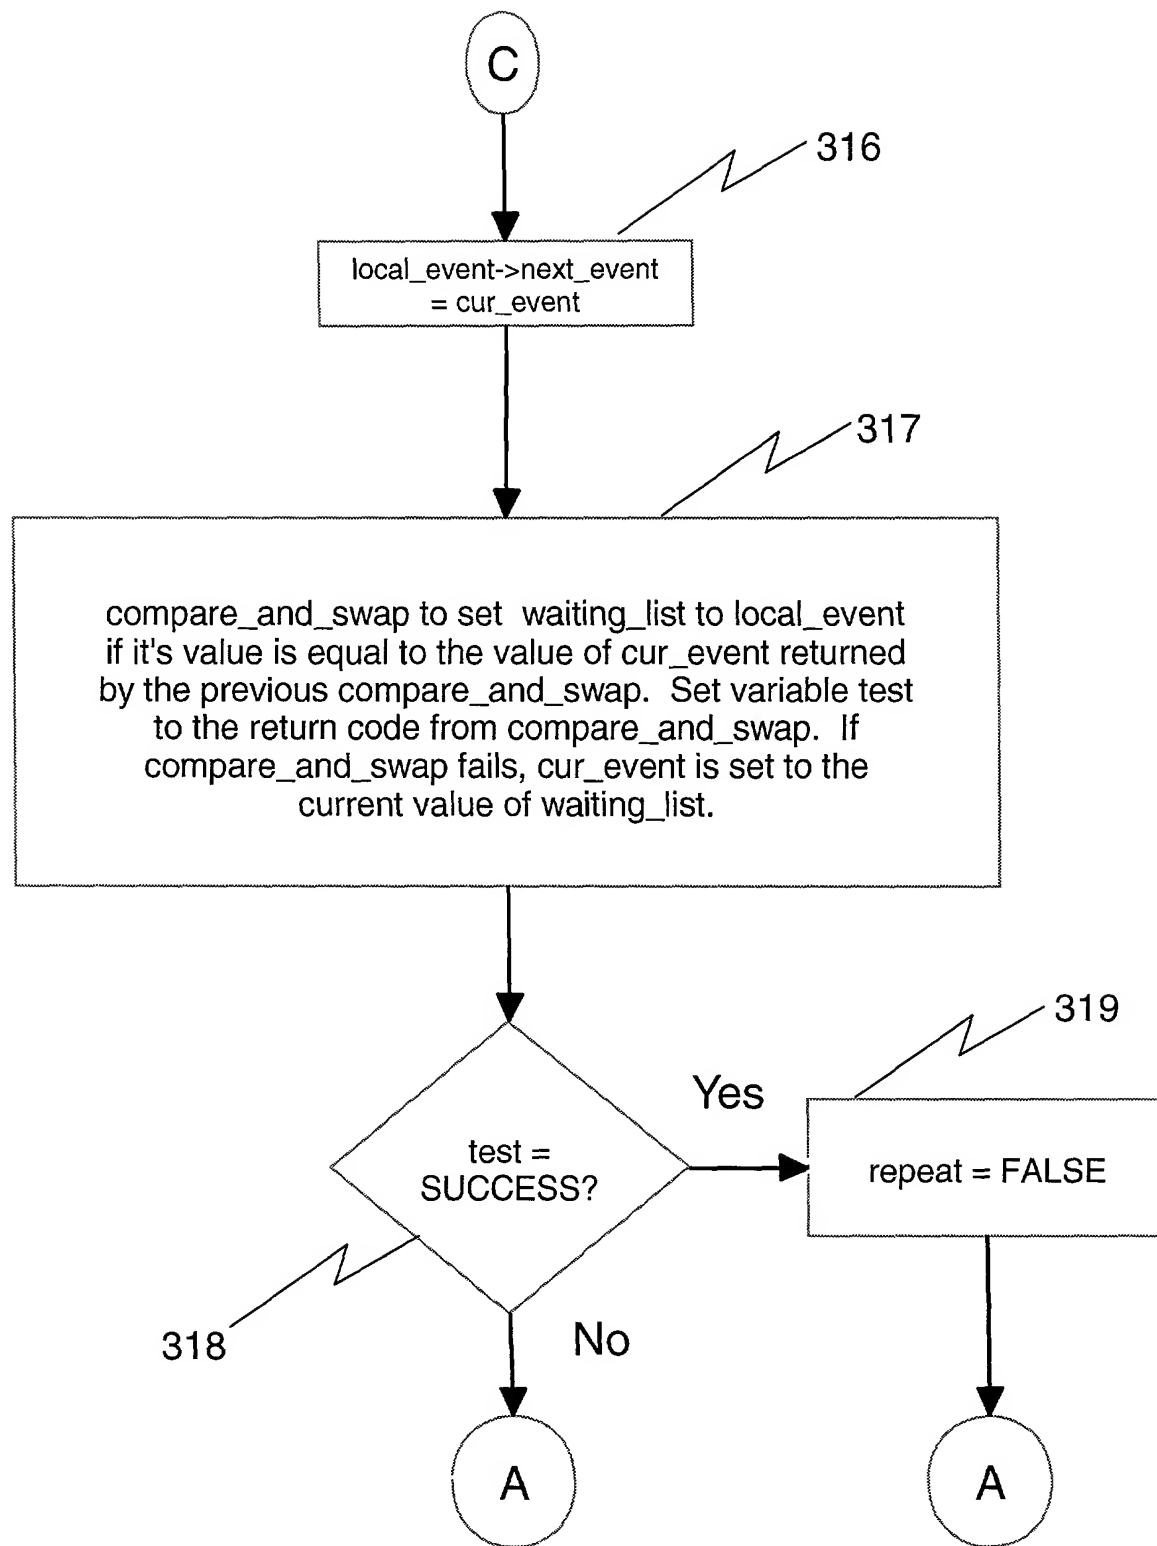 C
316
local_event->next_event
= cur_event
317
compare_and_swap to set waiting_list to local_event
if it's value is equal to the value of cur_event returned
by the previous compare_and_swap. Set variable test
to the return code from compare_and_swap. If
compare_and_swap fails, cur_event is set to the
current value of waiting_list.
319
Yes
test =
SUCCESS?
repeat = FALSE
318
No
A
A